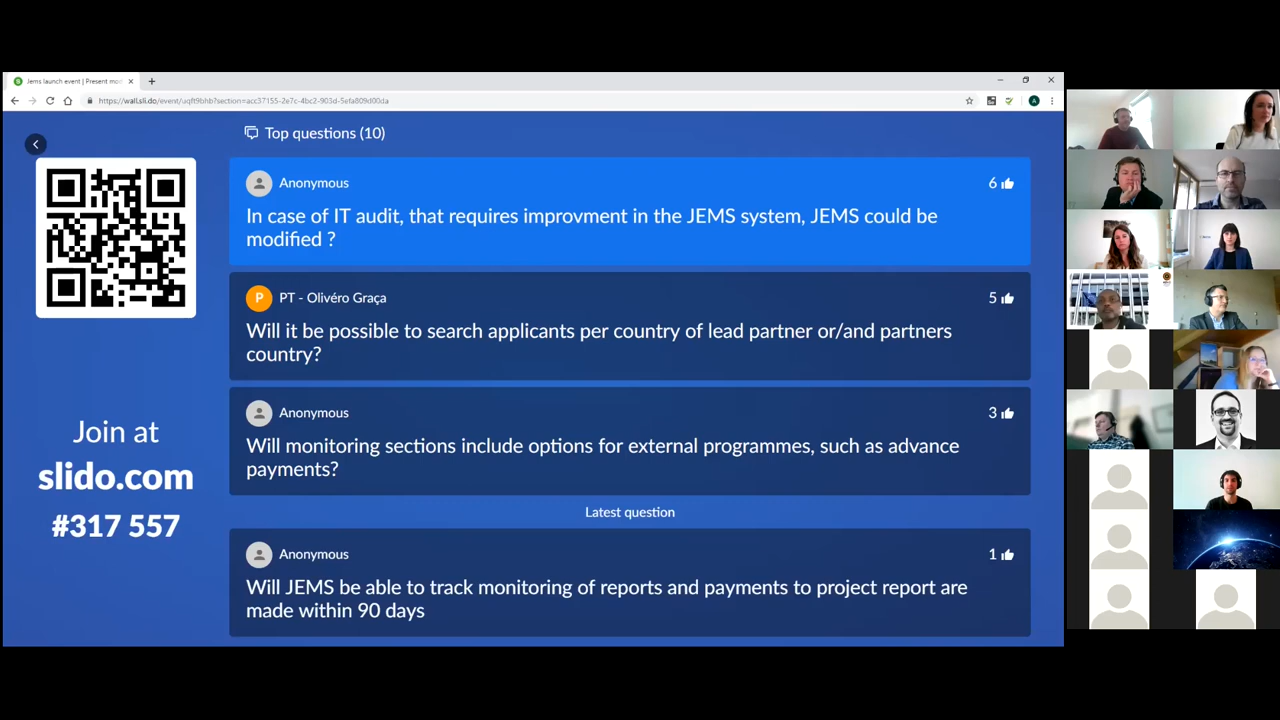 Jems launch event | Present mo
https://wall.sli.do/event/uqft9bhb?section=acc37155-2e7c-4bc2-903d-5efa809d00da
A
Top questions (10)
Anonymous
6
In case of IT audit, that requires improvment in the JEMS system, JEMS could be
modified ?
P
PT - Olivéro Graça
5
Will it be possible to search applicants per country of lead partner or/and partners
country?
Anonymous
3
Will monitoring sections include options for external programmes, such as advance
payments?
Latest question
Anonymous
1
Will JEMS be able to track monitoring of reports and payments to project report are
made within 90 days
Join at
slido.com
#317 557